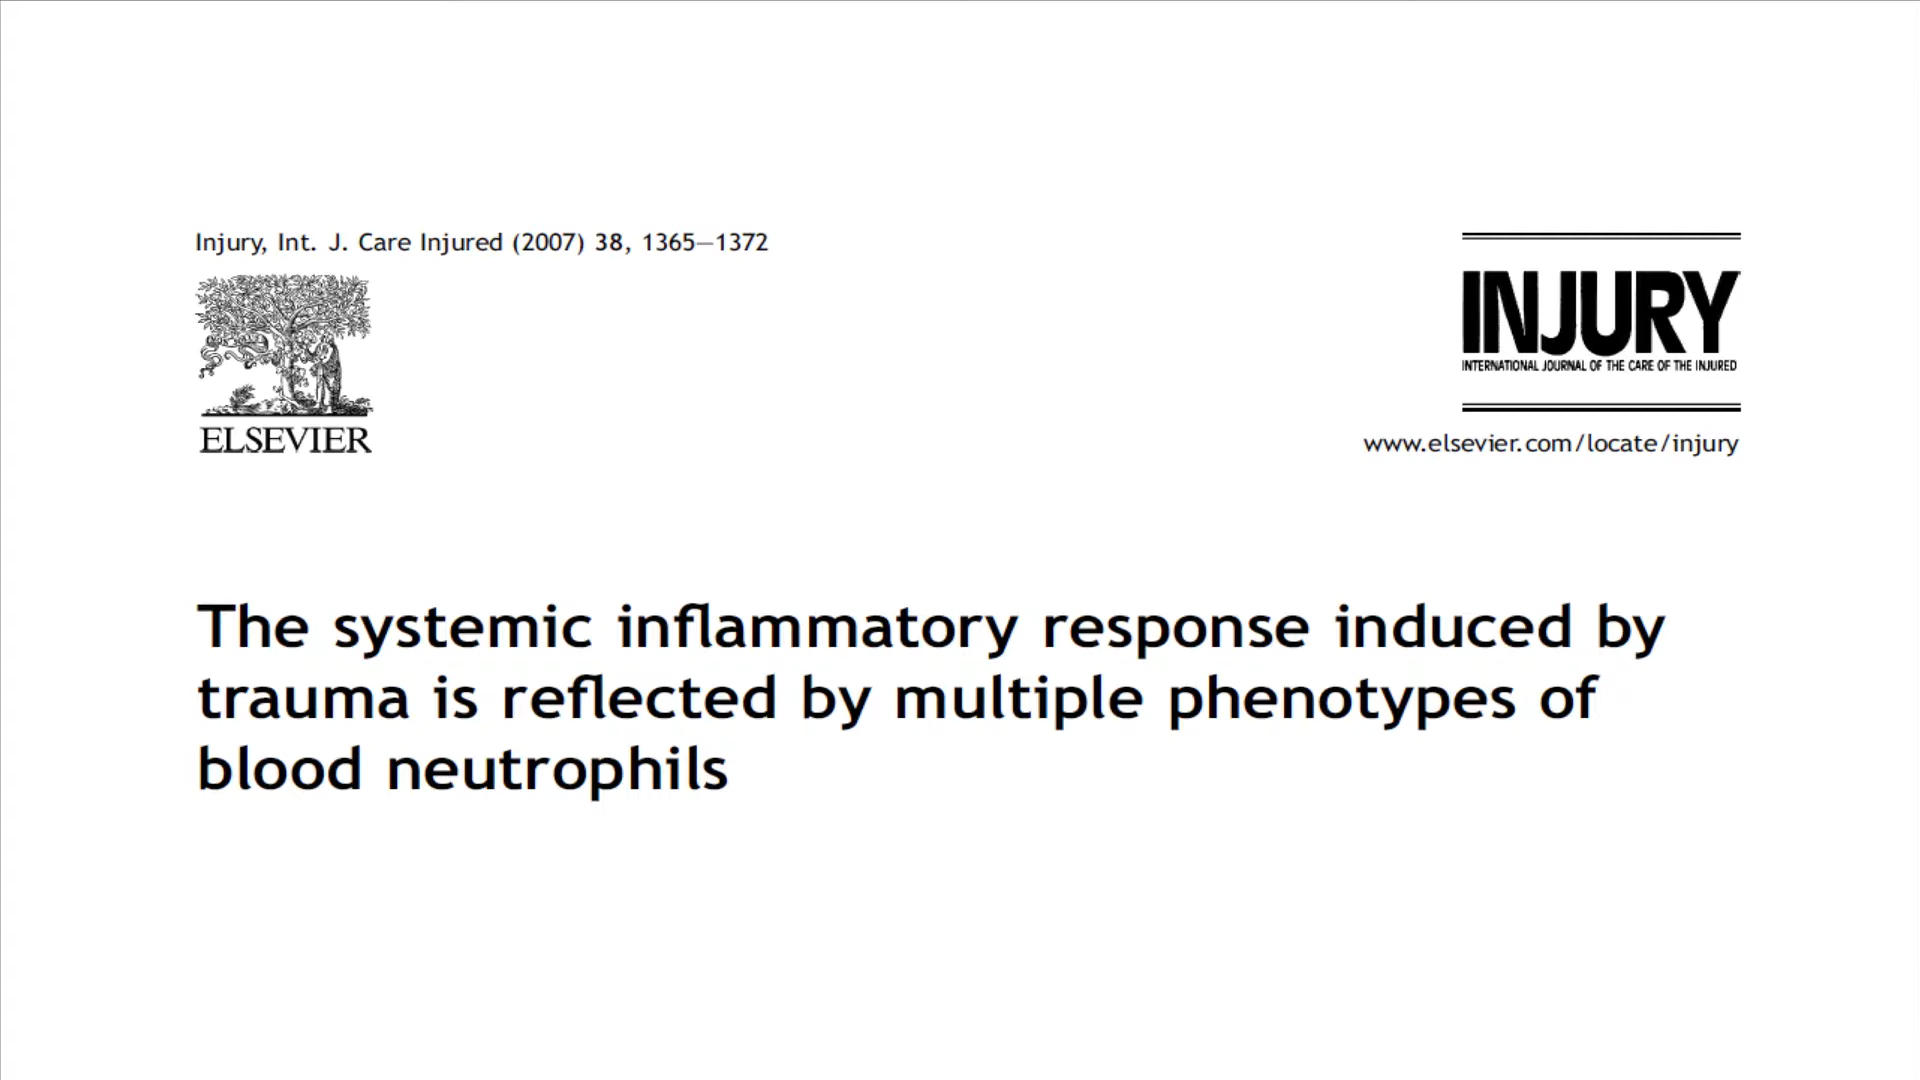 Injury, Int. J. Care Injured (2007) 38, 1365—1372
ELSEVIER
INJURY
INTERNATIONAL JOURNAL OF THE CARE OF THE INJURED
www.elsevier.com/locate/injury
The systemic inflammatory response induced by
trauma is reflected by multiple phenotypes of
blood neutrophils